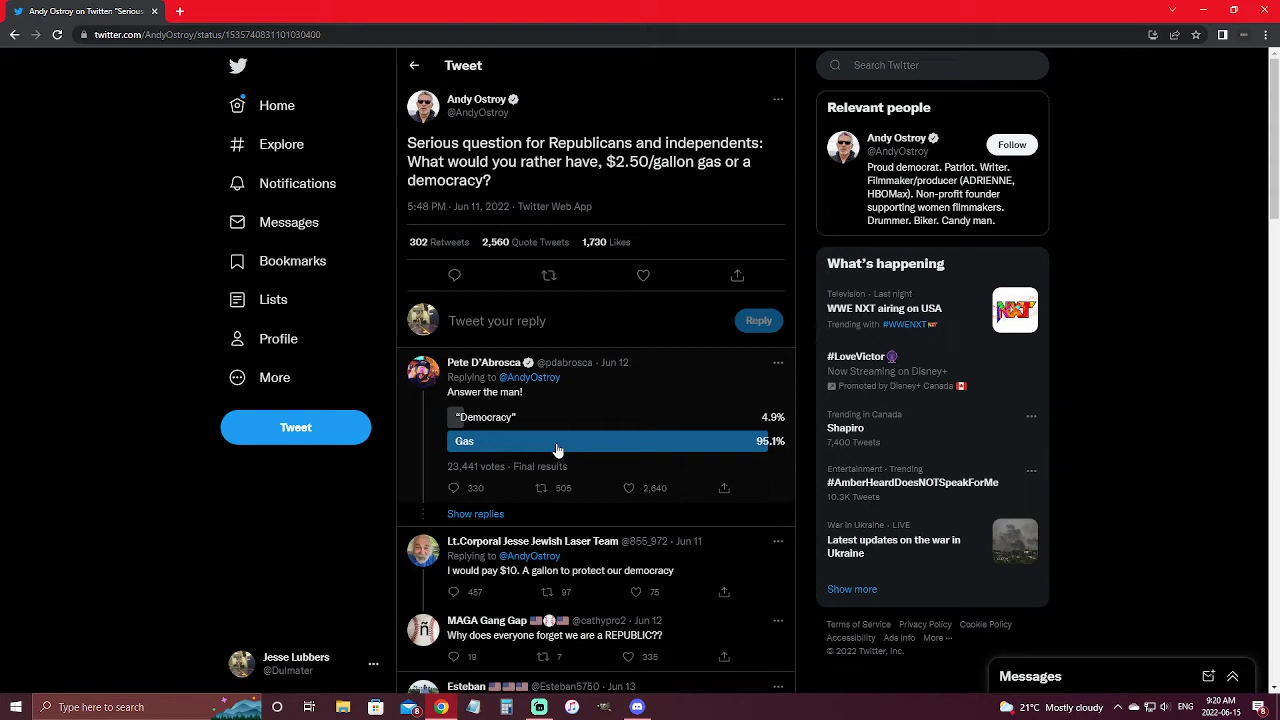 Andy Ostroy on Twitter "Serious
twitter.com/AndyOstroy/status/1535740831101030400
Home
Explore
Notifications
Messages
Bookmarks
Lists
Profile
More
Tweet
Jesse Lubbers
@Dulmater
Tweet
Andy Ostroy
@AndyOstroy
Serious question for Republicans and independents:
What would you rather have, $2.50/gallon gas or a
democracy?
5:48 PM · Jun 11, 2022 · Twitter Web App
302 Retweets 2,560 Quote Tweets 1,730 Likes
Tweet your reply
Reply
Pete D'Abrosca @pdabrosca · Jun 12
Replying to @AndyOstroy
Answer the man!
"Democracy" 4.9%
Gas 95.1%
23,441 votes · Final results
330 505 2,640
Show replies
Lt.Corporal Jesse Jewish Laser Team @855_972 · Jun 11
Replying to @AndyOstroy
I would pay $10. A gallon to protect our democracy
457 97 75
MAGA Gang Gap @cathypro2 · Jun 12
Why does everyone forget we are a REPUBLIC??
19 7 335
Esteban @Esteban5750 · Jun 13
Search Twitter
Relevant people
Andy Ostroy
@AndyOstroy
Follow
Proud democrat. Patriot. Writer.
Filmmaker/producer (ADRIENNE,
HBOMax). Non-profit founder
supporting women filmmakers.
Drummer. Biker. Candy man.
What's happening
Television · Last night
WWE NXT airing on USA
Trending with #WWENXT
NXT
#LoveVictor
Now Streaming on Disney+
Promoted by Disney+ Canada
Trending in Canada
Shapiro
7,400 Tweets
Entertainment · Trending
#AmberHeardDoesNOTSpeakForMe
10.3K Tweets
War in Ukraine · LIVE
Latest updates on the war in
Ukraine
Show more
Terms of Service Privacy Policy Cookie Policy
Accessibility Ads info More ···
© 2022 Twitter, Inc.
Messages
Type here to search
21°C Mostly cloudy
9:20 AM
2022-06-15